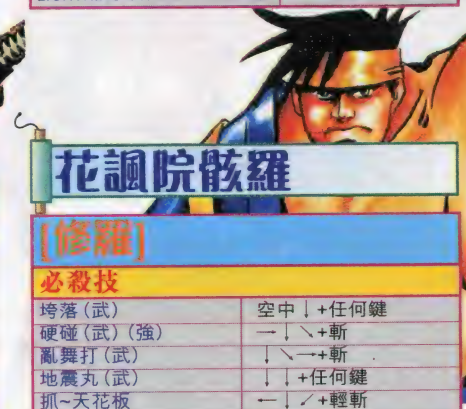 花諷院骸羅
[修羅]
必殺技
垮落(武) 空中↓+任何鍵
硬碰(武)(強) →↓↘+斬
亂舞打(武) ↓↘→+斬
地震丸(武) ↓↓+任何鍵
抓~天花板 ←↓↙+輕斬